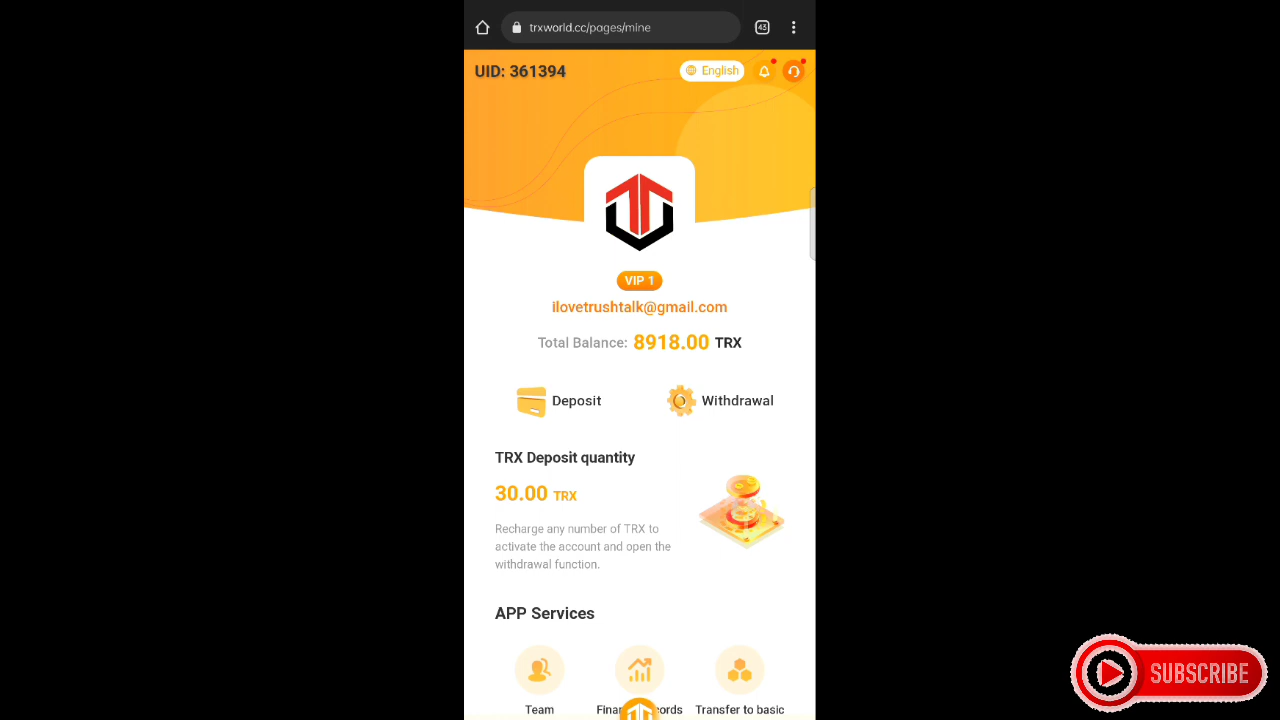 43
trxworld.cc/pages/mine
UID: 361394
English
VIP 1
ilovetrushtalk@gmail.com
Total Balance: 8918.00 TRX
Deposit
Withdrawal
TRX Deposit quantity
30.00 TRX
Recharge any number of TRX to
activate the account and open the
withdrawal function.
APP Services
Team
Transfer to basic
SUBSCRIBE